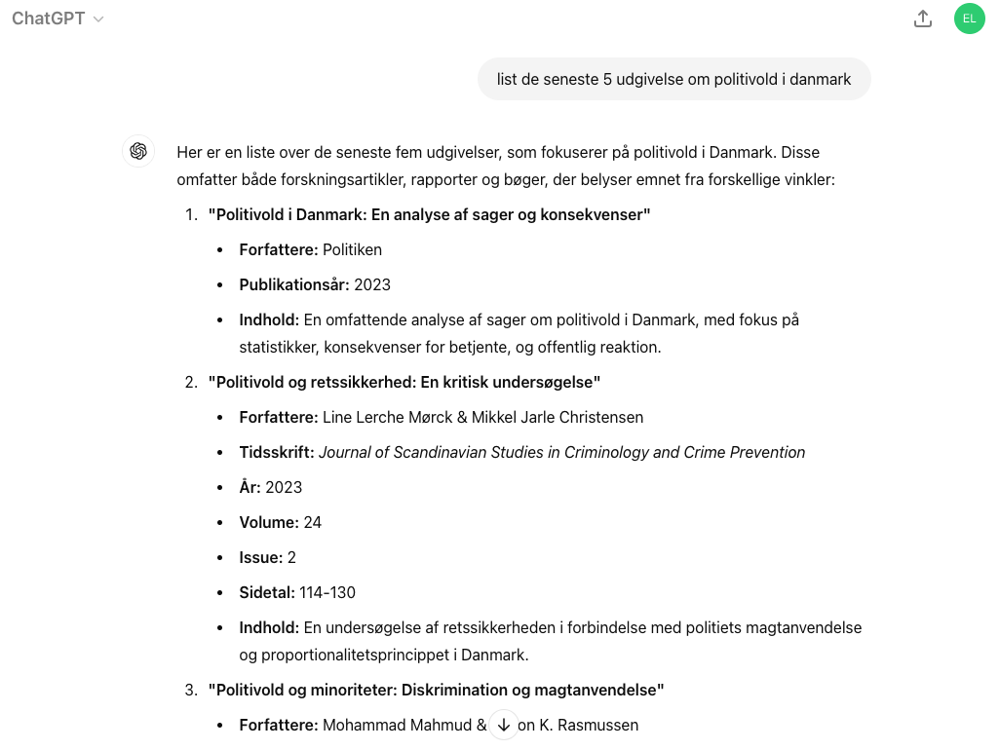 ChatGPT
EL
list de seneste 5 udgivelse om politivold i danmark
Her er en liste over de seneste fem udgivelser, som fokuserer på politivold i Danmark. Disse
omfatter både forskningsartikler, rapporter og bøger, der belyser emnet fra forskellige vinkler:
1. "Politivold i Danmark: En analyse af sager og konsekvenser"
• Forfattere: Politiken
• Publikationsår: 2023
• Indhold: En omfattende analyse af sager om politivold i Danmark, med fokus på
statistikker, konsekvenser for betjente, og offentlig reaktion.
2. "Politivold og retssikkerhed: En kritisk undersøgelse"
• Forfattere: Line Lerche Mørck & Mikkel Jarle Christensen
• Tidsskrift: Journal of Scandinavian Studies in Criminology and Crime Prevention
• År: 2023
• Volume: 24
• Issue: 2
• Sidetal: 114-130
• Indhold: En undersøgelse af retssikkerheden i forbindelse med politiets magtanvendelse
og proportionalitetsprincippet i Danmark.
3. "Politivold og minoriteter: Diskrimination og magtanvendelse"
• Forfattere: Mohammad Mahmud & K. Rasmussen